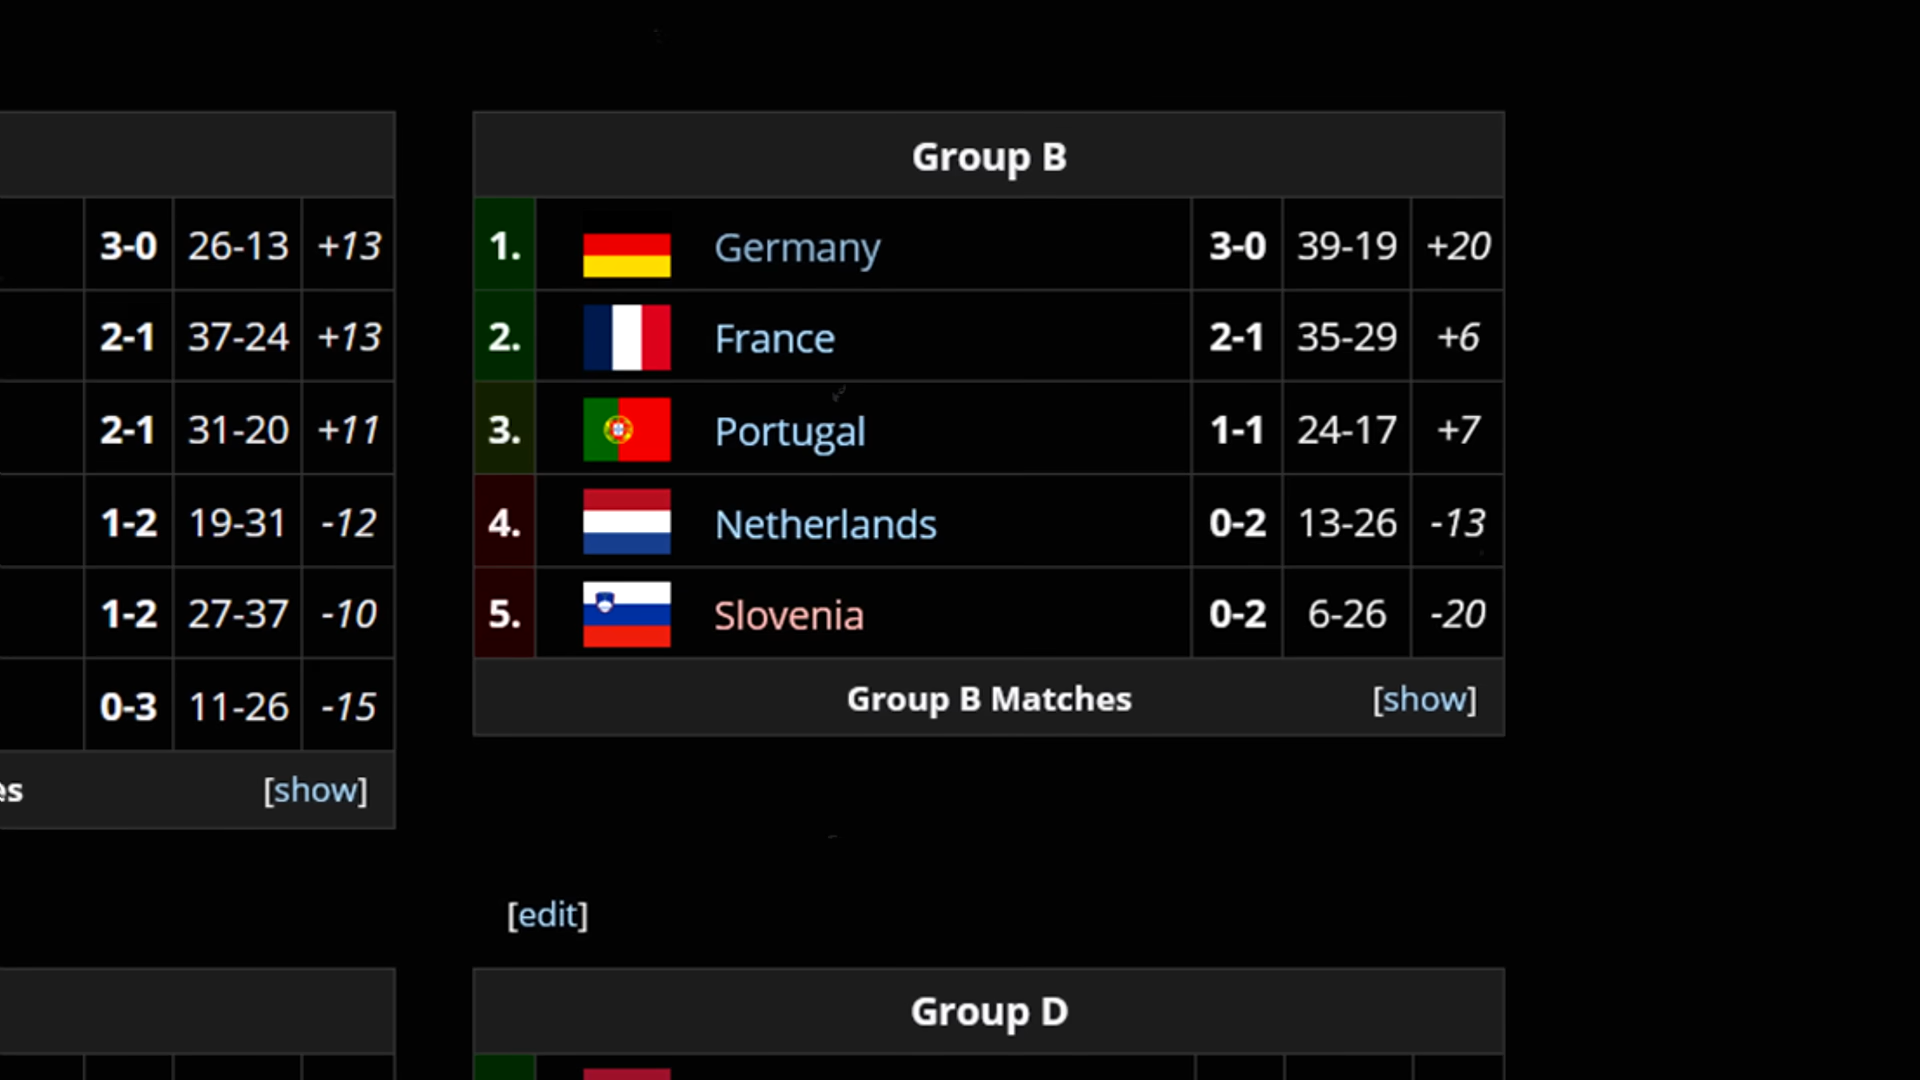 Group B
3-0 26-13 +13
2-1 37-24 +13
2-1 31-20 +11
1-2 19-31 -12
1-2 27-37 -10
0-3 11-26 -15
es [show]
1. Germany 3-0 39-19 +20
2. France 2-1 35-29 +6
3. Portugal 1-1 24-17 +7
4. Netherlands 0-2 13-26 -13
5. Slovenia 0-2 6-26 -20
Group B Matches [show]
[edit]
Group D